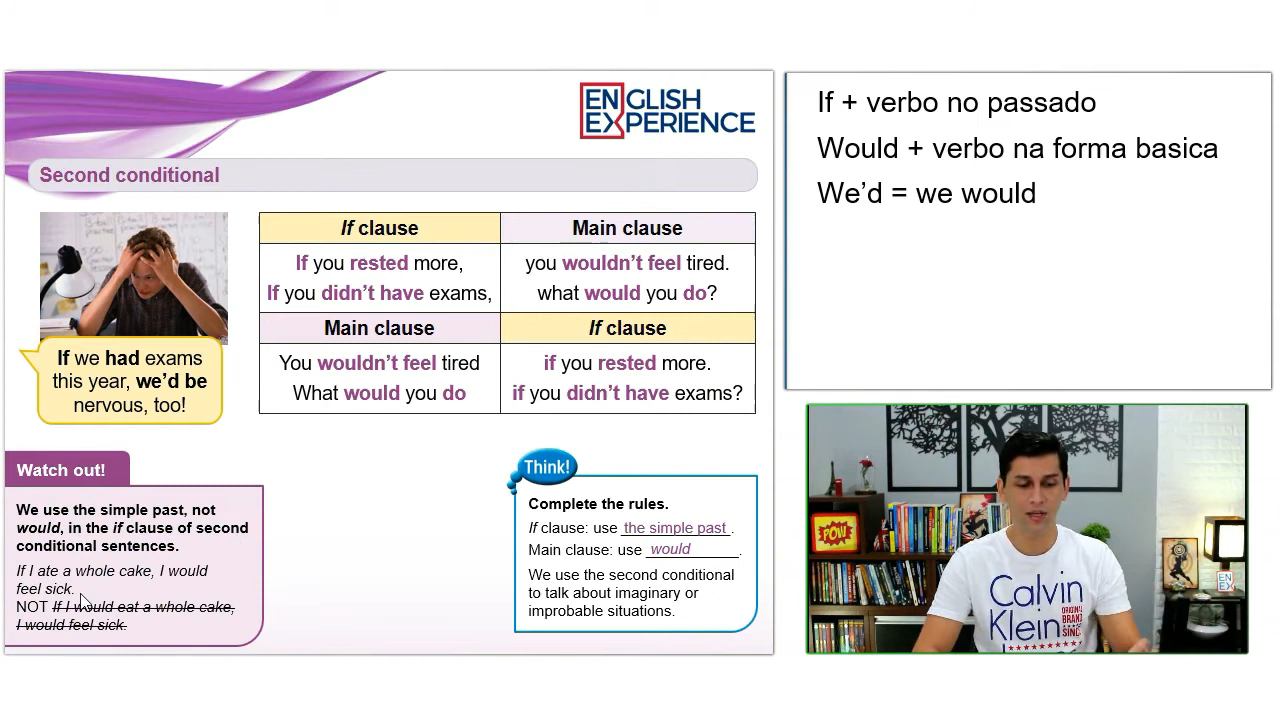 ENGLISH
EXPERIENCE
Second conditional
If clause
Main clause
If you rested more,
you wouldn’t feel tired.
If you didn’t have exams,
what would you do?
Main clause
If clause
You wouldn’t feel tired
if you rested more.
What would you do
if you didn’t have exams?
If we had exams
this year, we’d be
nervous, too!
Watch out!
We use the simple past, not
would, in the if clause of second
conditional sentences.
If I ate a whole cake, I would
feel sick.
NOT If I would eat a whole cake,
I would feel sick.
Think!
Complete the rules.
If clause: use the simple past.
Main clause: use would.
We use the second conditional
to talk about imaginary or
improbable situations.
If + verbo no passado
Would + verbo na forma basica
We’d = we would
POW
Calvin
Klein
ORIGINAL
BRAND
EN
EX